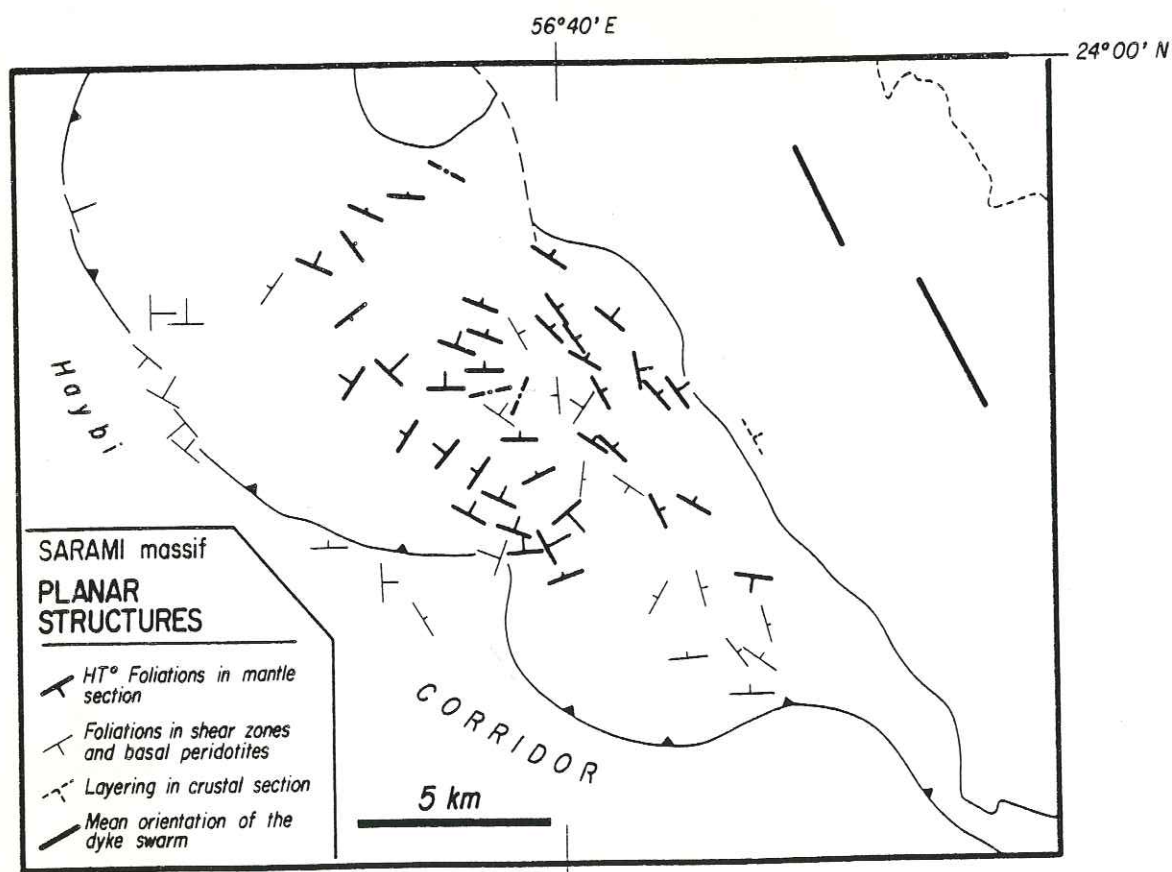 56°40' E
24°00' N
Haybi
CORRIDOR
SARAMI massif
PLANAR
STRUCTURES
HT° Foliations in mantle
section
Foliations in shear zones
and basal peridotites
Layering in crustal section
Mean orientation of the
dyke swarm
5 km